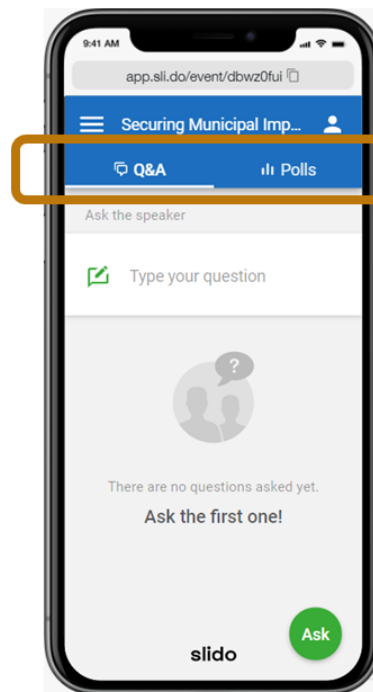 9:41 AM
app.sli.do/event/dbwz0fui
Securing Municipal Imp...
Q&A
Polls
Ask the speaker
Type your question
?
There are no questions asked yet.
Ask the first one!
Ask
slido